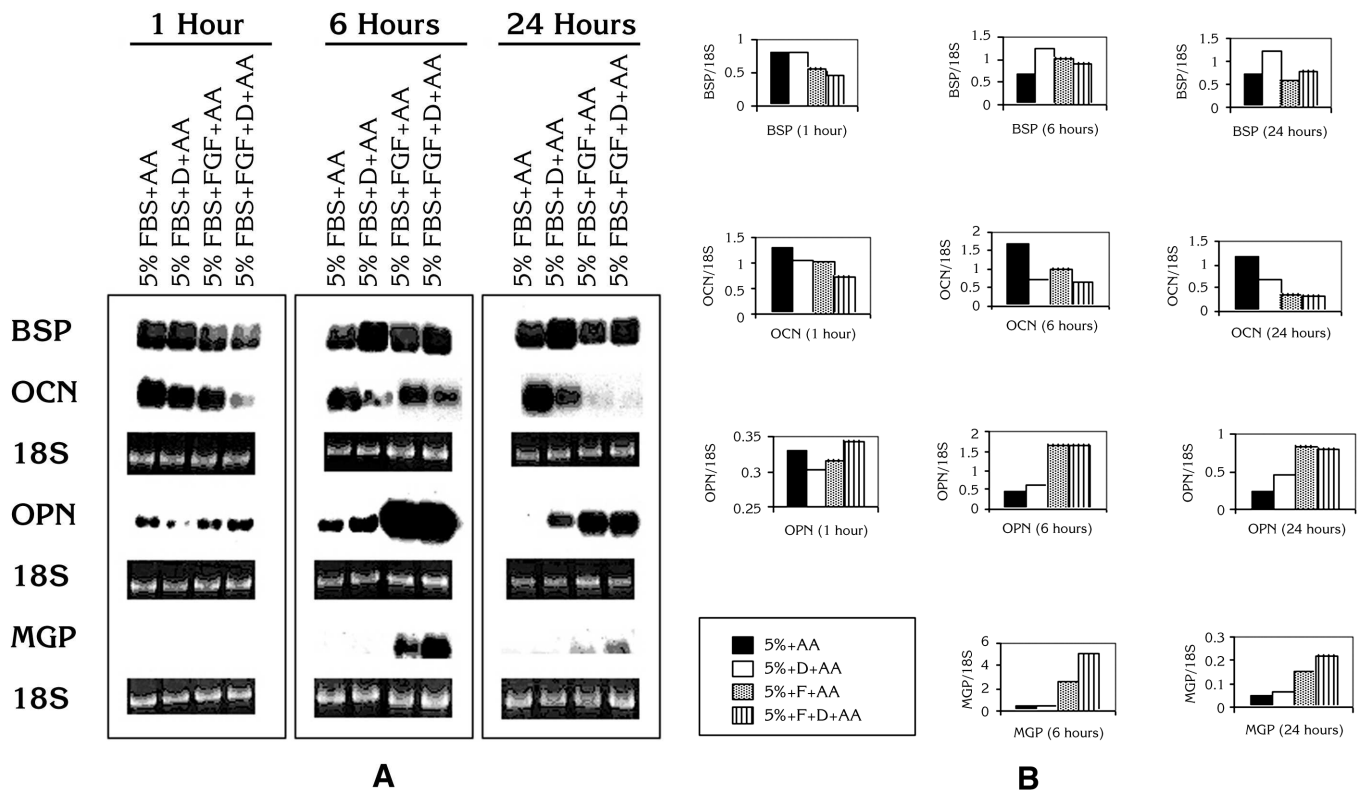 1 Hour
6 Hours
24 Hours
5% FBS+AA
5% FBS+D+AA
5% FBS+FGF+AA
5% FBS+FGF+D+AA
5% FBS+AA
5% FBS+D+AA
5% FBS+FGF+AA
5% FBS+FGF+D+AA
5% FBS+AA
5% FBS+D+AA
5% FBS+FGF+AA
5% FBS+FGF+D+AA
BSP
OCN
18S
OPN
18S
MGP
18S
A
BSP/18S
1
0.5
0
BSP (1 hour)
BSP/18S
1.5
1
0.5
0
BSP (6 hours)
BSP/18S
1.5
1
0.5
0
BSP (24 hours)
OCN/18S
1.5
1
0.5
0
OCN (1 hour)
OCN/18S
2
1.5
1
0.5
0
OCN (6 hours)
OCN/18S
1.5
1
0.5
0
OCN (24 hours)
OPN/18S
0.35
0.3
0.25
OPN (1 hour)
OPN/18S
2
1.5
1
0.5
0
OPN (6 hours)
OPN/18S
1
0.5
0
OPN (24 hours)
5%+AA
5%+D+AA
5%+F+AA
5%+F+D+AA
MGP/18S
6
4
2
0
MGP (6 hours)
MGP/18S
0.3
0.2
0.1
0
MGP (24 hours)
B